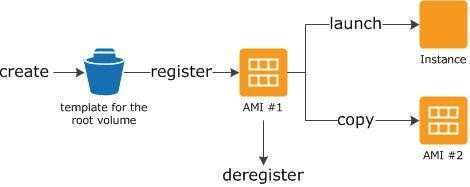 create
template for the
root volume
register
AMI #1
deregister
launch
Instance
copy
AMI #2